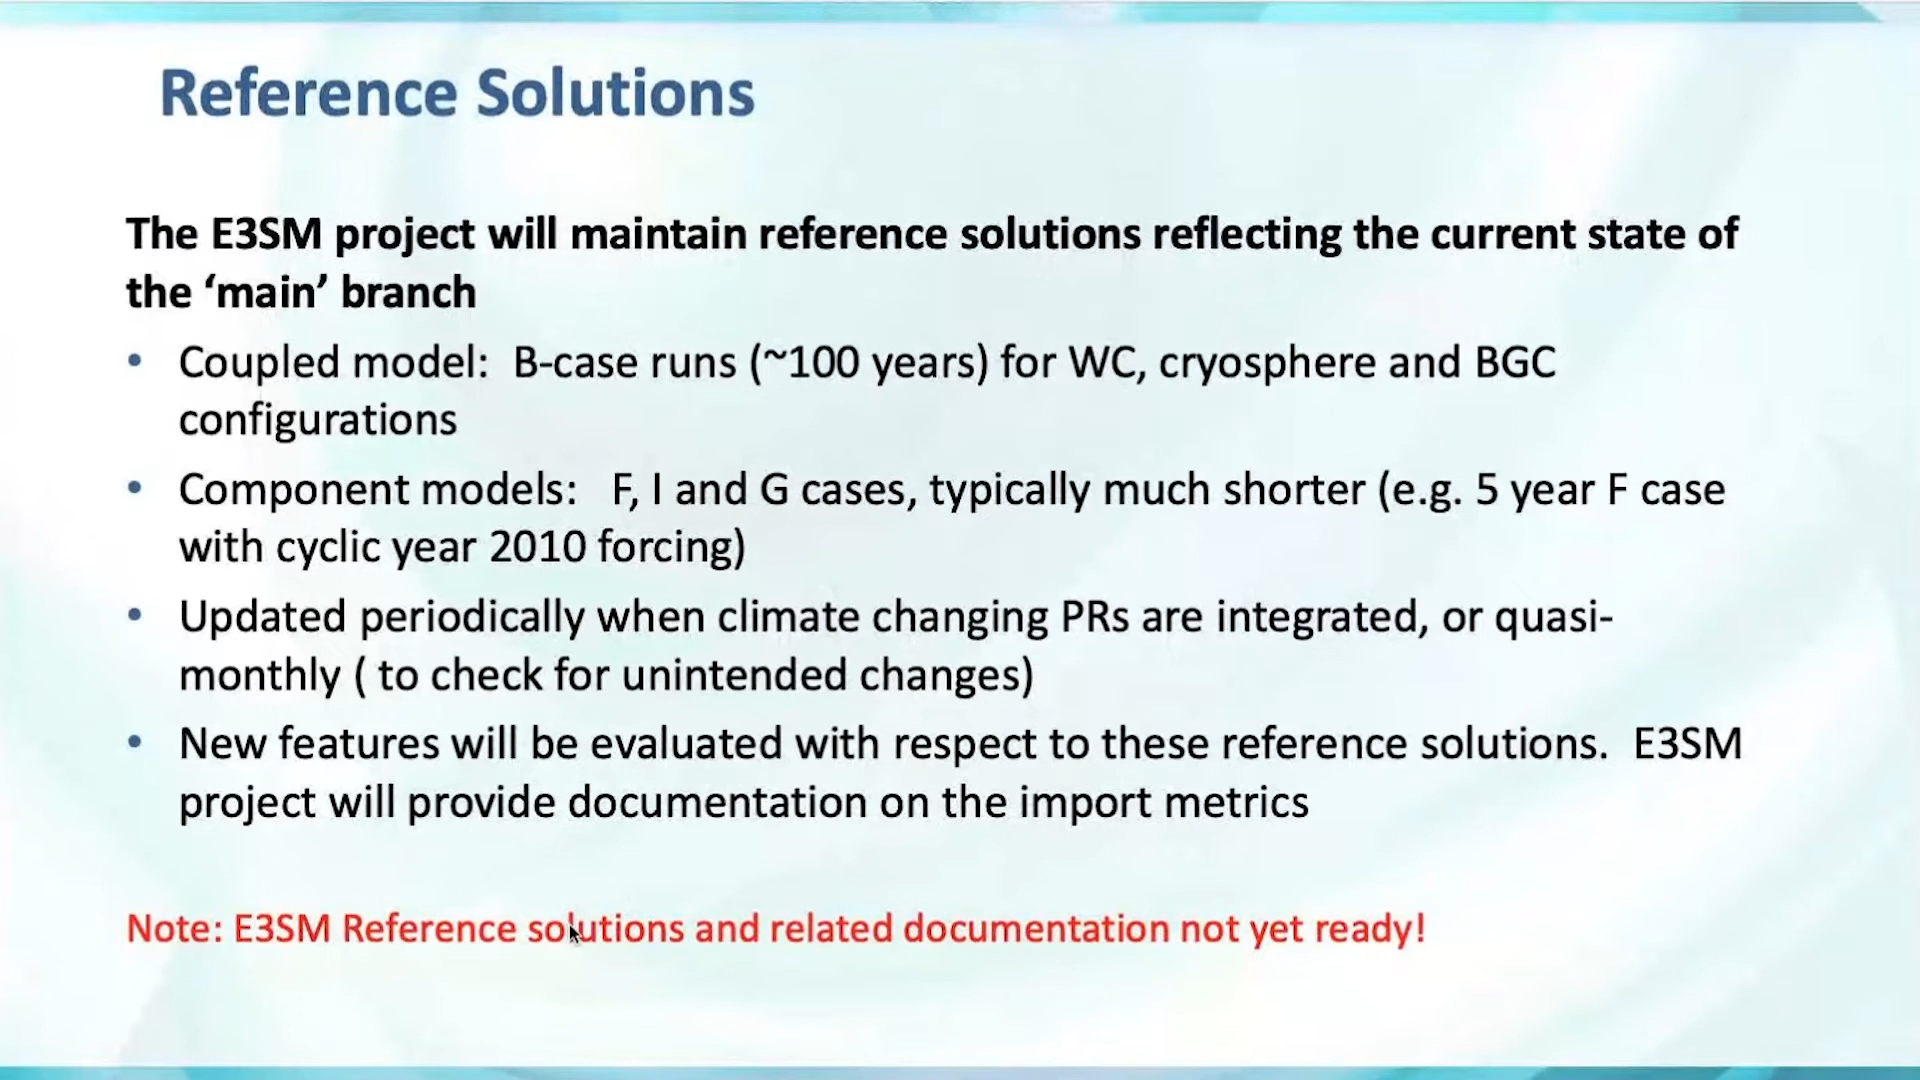 Reference Solutions
The E3SM project will maintain reference solutions reflecting the current state of
the ‘main’ branch
• Coupled model:  B-case runs (~100 years) for WC, cryosphere and BGC
configurations
• Component models:   F, I and G cases, typically much shorter (e.g. 5 year F case
with cyclic year 2010 forcing)
• Updated periodically when climate changing PRs are integrated, or quasi-
monthly ( to check for unintended changes)
• New features will be evaluated with respect to these reference solutions.  E3SM
project will provide documentation on the import metrics
Note: E3SM Reference solutions and related documentation not yet ready!